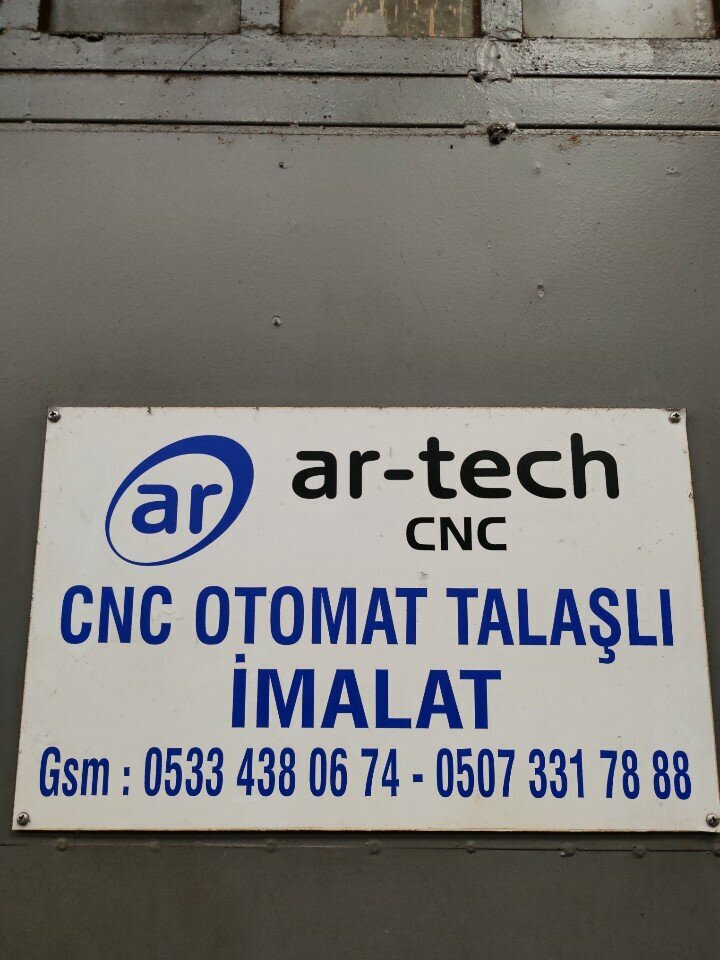 ar ar-tech
CNC
CNC OTOMAT TALAŞLI
İMALAT
Gsm : 0533 438 06 74 - 0507 331 78 88